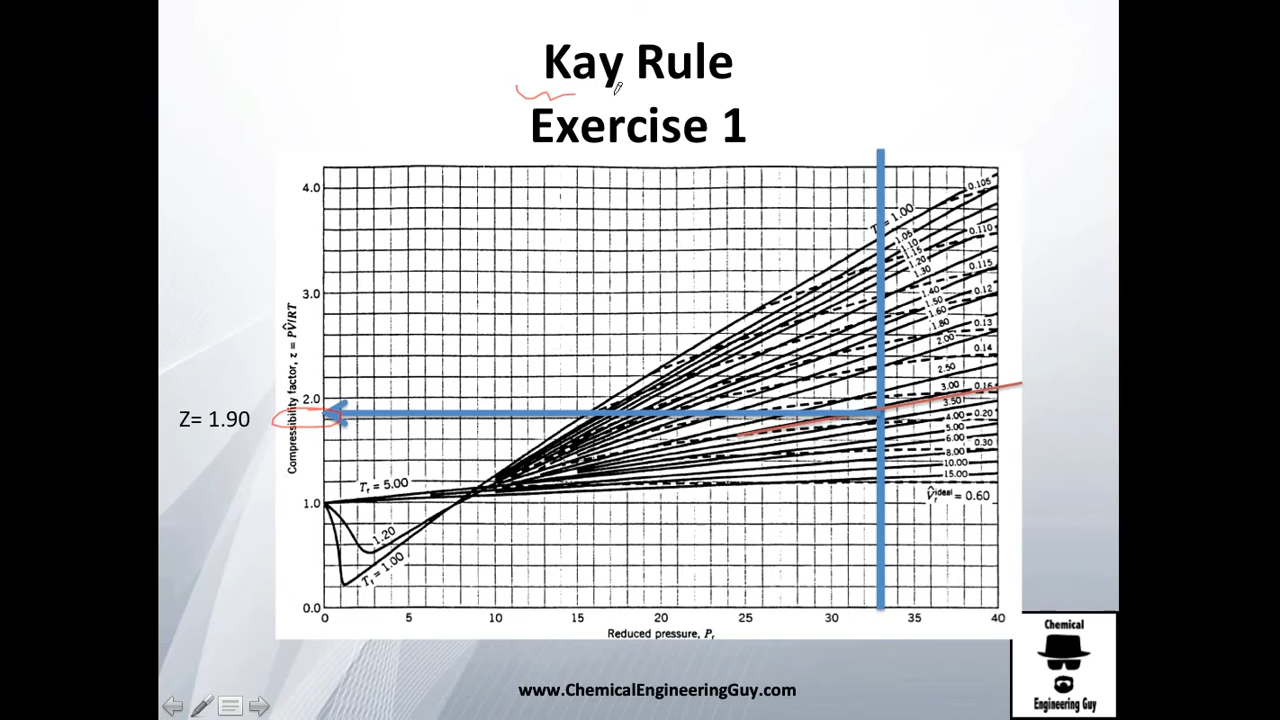 Kay Rule
Exercise 1
4.0
3.0
2.0
1.0
0.0
Compressibility factor, z = PV̂/RT
Z= 1.90
0 5 10 15 20 25 30 35 40
Reduced pressure, Pr
Tr = 5.00
1.20
Tr = 1.00
Tr = 1.00
1.05
1.10
1.15
1.20
1.30
1.40
1.50
1.60
1.80
2.00
2.50
3.00
3.50
4.00
5.00
6.00
8.00
10.00
15.00
0.105
0.110
0.115
0.12
0.13
0.14
0.16
0.20
0.30
V̂r ideal = 0.60
www.ChemicalEngineeringGuy.com
Chemical
Engineering Guy